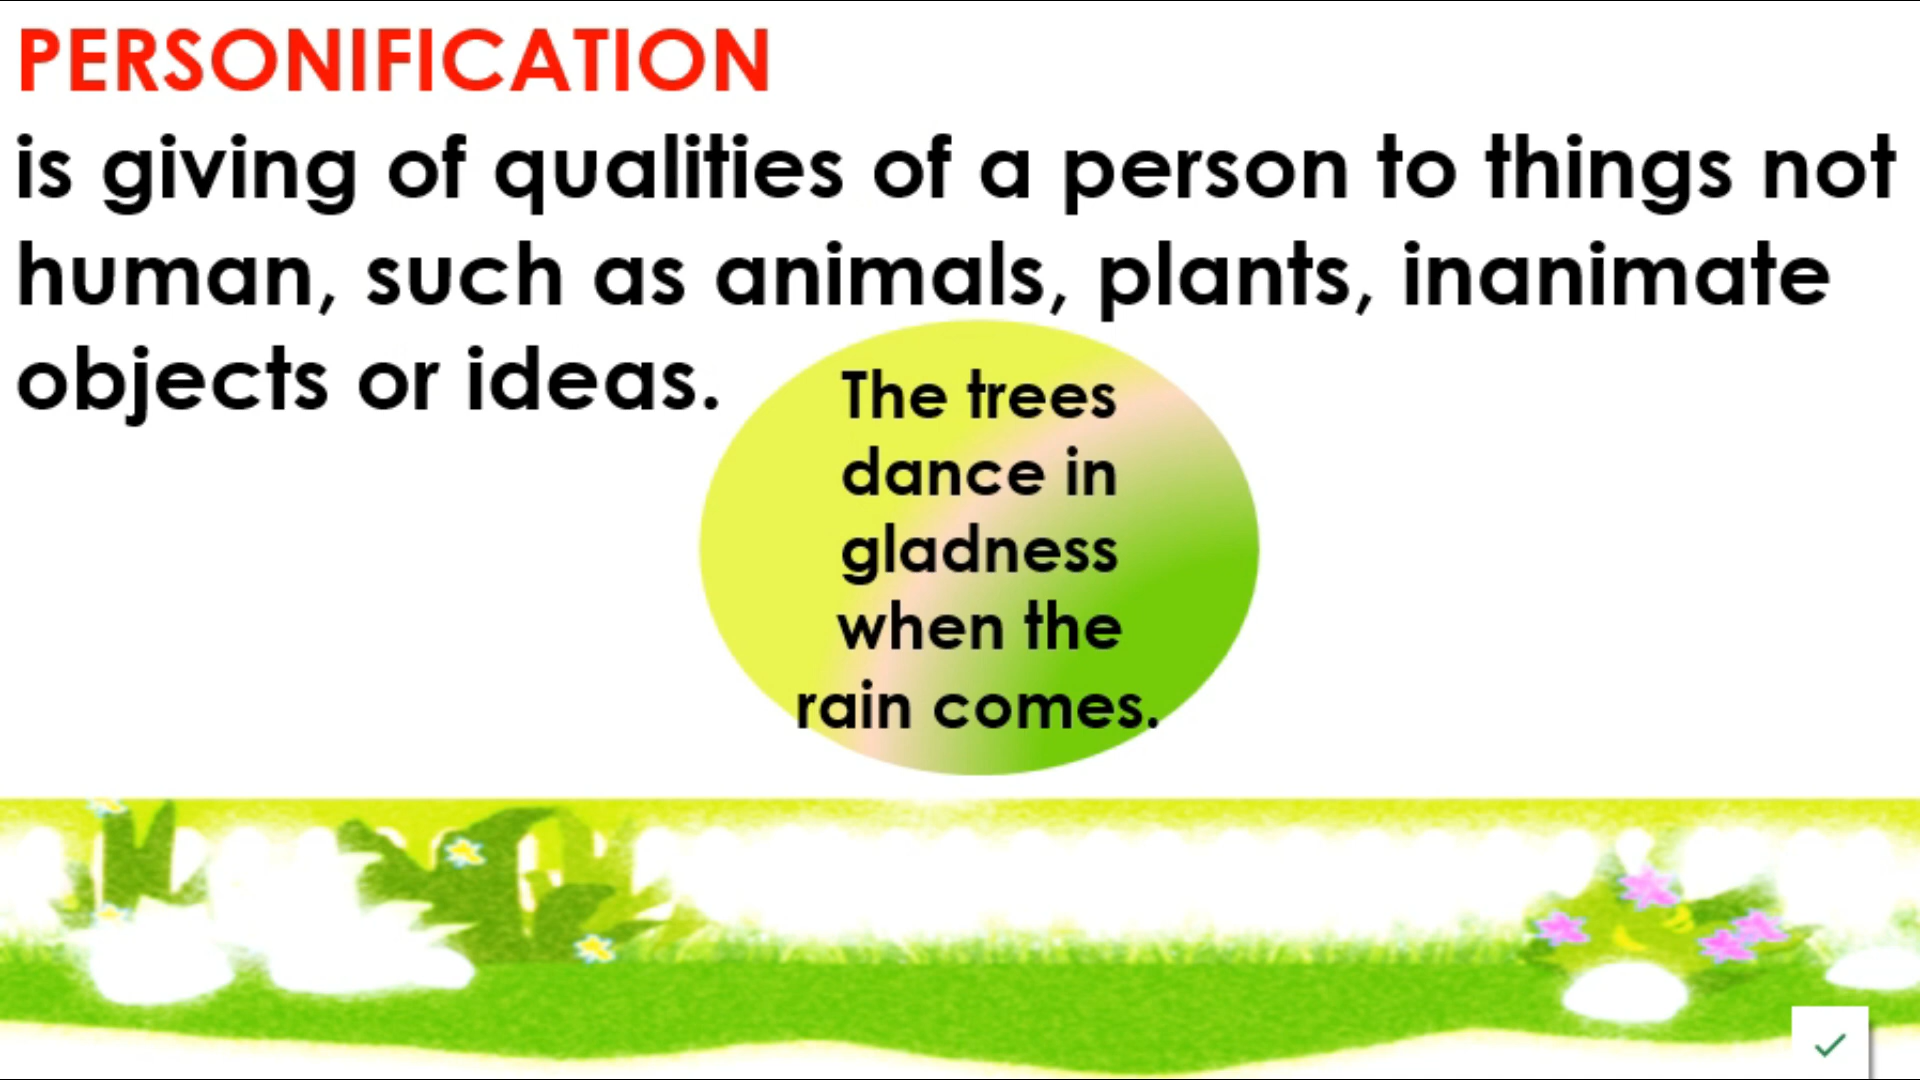 PERSONIFICATION
is giving of qualities of a person to things not
human, such as animals, plants, inanimate
objects or ideas.
The trees
dance in
gladness
when the
rain comes.